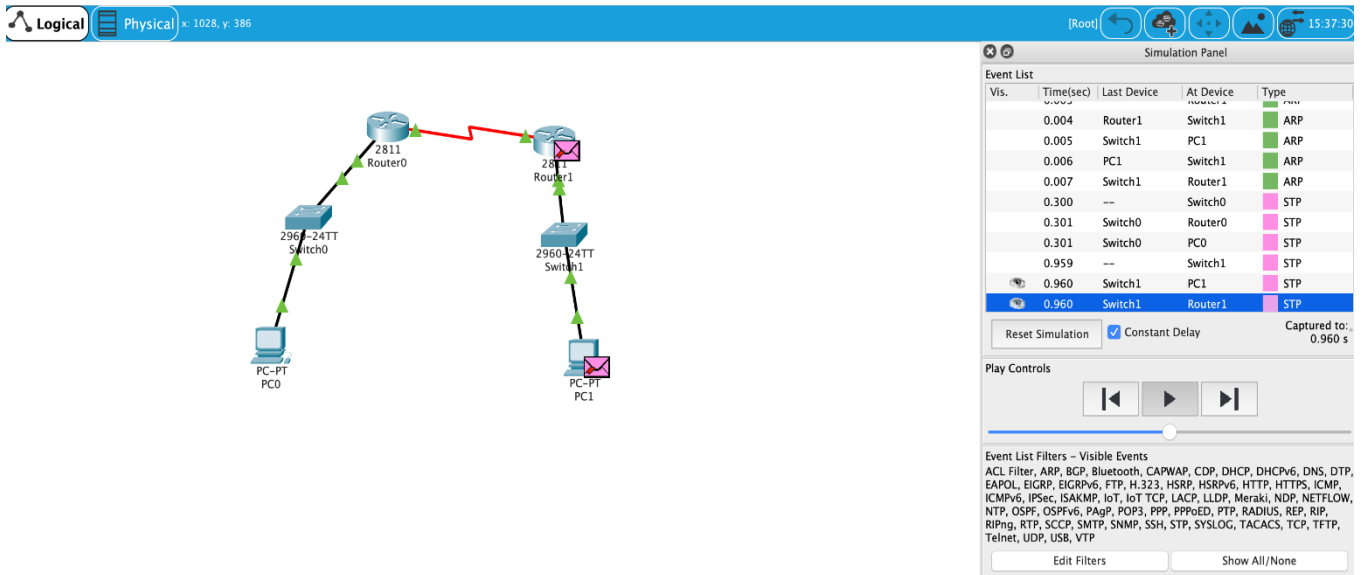 Logical Physical x: 1028, y: 386 [Root] 15:37:30
Simulation Panel
Event List
Vis. Time(sec) Last Device At Device Type
0.004 Router1 Switch1 ARP
0.005 Switch1 PC1 ARP
0.006 PC1 Switch1 ARP
0.007 Switch1 Router1 ARP
0.300 -- Switch0 STP
0.301 Switch0 Router0 STP
0.301 Switch0 PC0 STP
0.959 -- Switch1 STP
0.960 Switch1 PC1 STP
0.960 Switch1 Router1 STP
Reset Simulation Constant Delay Captured to:
0.960 s
Play Controls
Event List Filters – Visible Events
ACL Filter, ARP, BGP, Bluetooth, CAPWAP, CDP, DHCP, DHCPv6, DNS, DTP,
EAPOL, EIGRP, EIGRPv6, FTP, H.323, HSRP, HSRPv6, HTTP, HTTPS, ICMP,
ICMPv6, IPSec, ISAKMP, IoT, IoT TCP, LACP, LLDP, Meraki, NDP, NETFLOW,
NTP, OSPF, OSPFv6, PAgP, POP3, PPP, PPPoED, PTP, RADIUS, REP, RIP,
RIPng, RTP, SCCP, SMTP, SNMP, SSH, STP, SYSLOG, TACACS, TCP, TFTP,
Telnet, UDP, USB, VTP
Edit Filters Show All/None
2811
Router0
2811
Router1
2960-24TT
Switch0
2960-24TT
Switch1
PC-PT
PC0
PC-PT
PC1